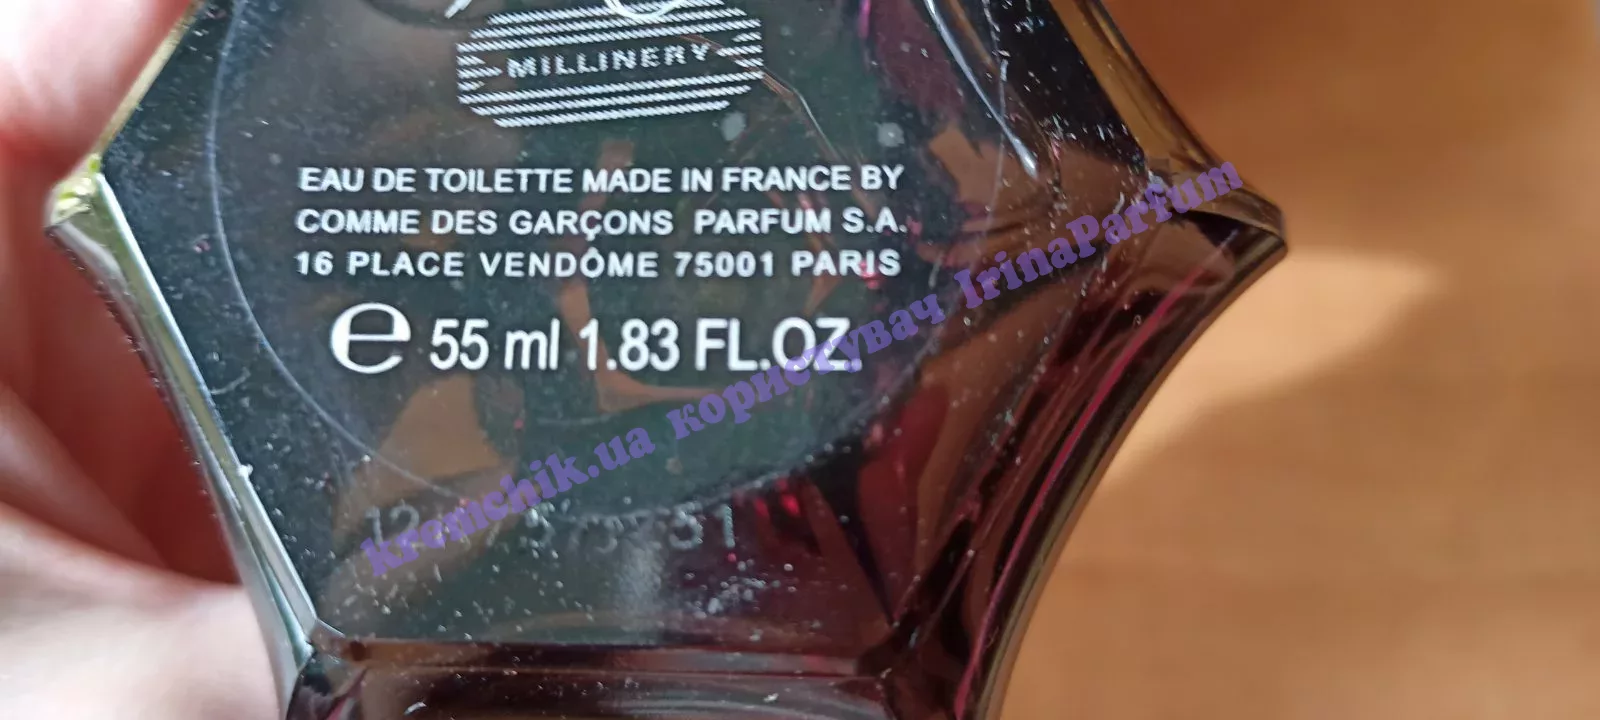 MILLINERY
EAU DE TOILETTE MADE IN FRANCE BY
COMME DES GARÇONS PARFUM S.A.
16 PLACE VENDÔME 75001 PARIS
e 55 ml 1.83 FL.OZ.
kromchik.ua користувач IrinaParfum